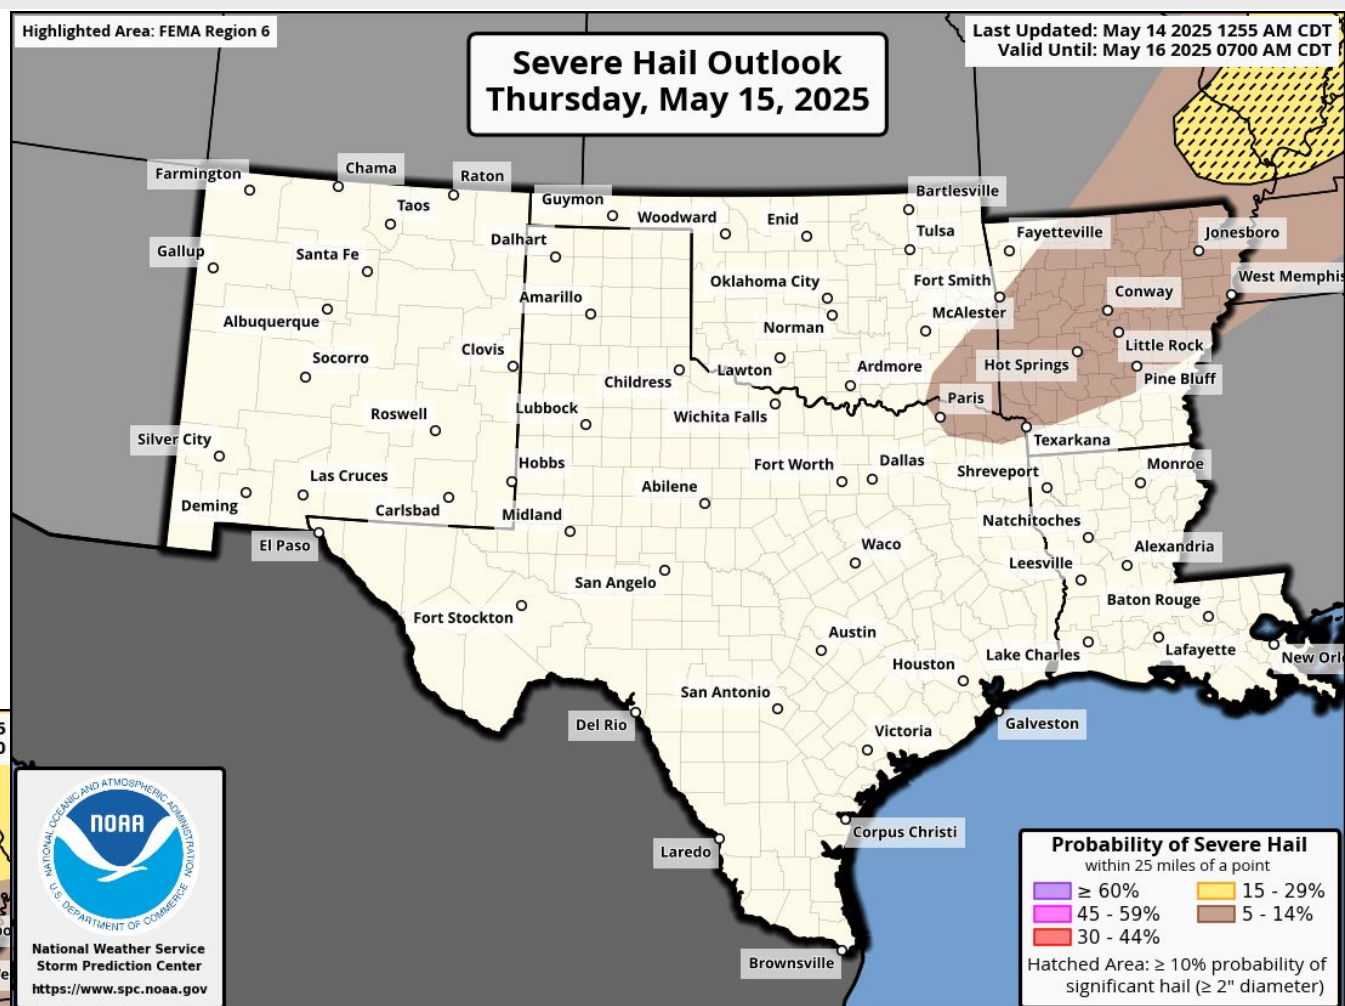 Highlighted Area: FEMA Region 6
Last Updated: May 14 2025 1255 AM CDT
Valid Until: May 16 2025 0700 AM CDT
Severe Hail Outlook
Thursday, May 15, 2025
Farmington
Chama
Raton
Taos
Guymon
Woodward
Enid
Bartlesville
Tulsa
Fayetteville
Jonesboro
Gallup
Santa Fe
Dalhart
Oklahoma City
Fort Smith
West Memphis
Albuquerque
Amarillo
Norman
McAlester
Conway
Little Rock
Socorro
Clovis
Childress
Lawton
Ardmore
Hot Springs
Pine Bluff
Roswell
Lubbock
Wichita Falls
Paris
Texarkana
Silver City
Las Cruces
Hobbs
Abilene
Fort Worth
Dallas
Shreveport
Monroe
Deming
Carlsbad
Midland
Natchitoches
El Paso
San Angelo
Waco
Leesville
Alexandria
Fort Stockton
Baton Rouge
Austin
Houston
Lake Charles
Lafayette
New Orl
San Antonio
Del Rio
Victoria
Galveston
Laredo
Corpus Christi
Brownsville
5
0
NATIONAL OCEANIC AND ATMOSPHERIC ADMINISTRATION
NOAA
U.S. DEPARTMENT OF COMMERCE
National Weather Service
Storm Prediction Center
https://www.spc.noaa.gov
Probability of Severe Hail
within 25 miles of a point
≥ 60%
15 - 29%
45 - 59%
5 - 14%
30 - 44%
Hatched Area: ≥ 10% probability of
significant hail (≥ 2" diameter)